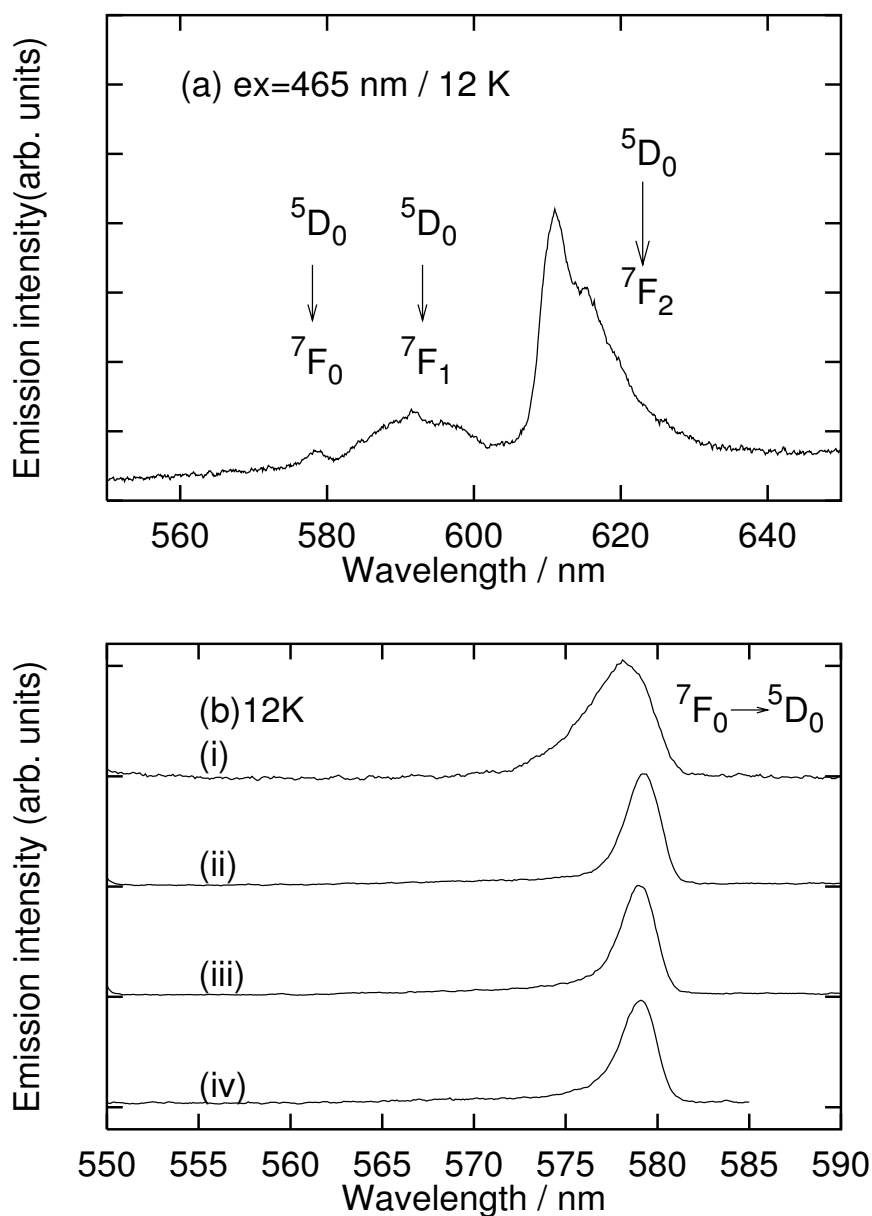 Emission intensity(arb. units)
(a) ex=465 nm / 12 K
⁵D₀
⁵D₀
⁵D₀
⁷F₀
⁷F₁
⁷F₂
560
580
600
620
640
Wavelength / nm
Emission intensity (arb. units)
(b)12K
⁷F₀→⁵D₀
(i)
(ii)
(iii)
(iv)
550
555
560
565
570
575
580
585
590
Wavelength / nm